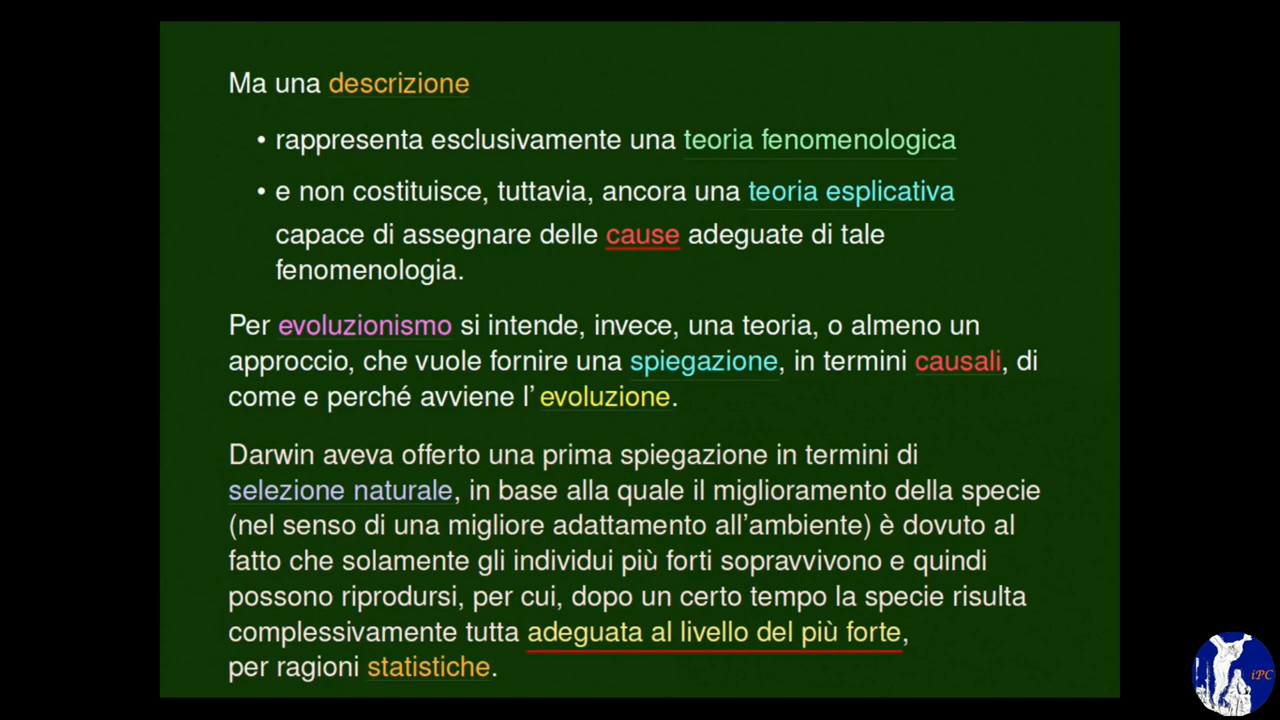 Ma una descrizione
• rappresenta esclusivamente una teoria fenomenologica
• e non costituisce, tuttavia, ancora una teoria esplicativa
capace di assegnare delle cause adeguate di tale
fenomenologia.
Per evoluzionismo si intende, invece, una teoria, o almeno un
approccio, che vuole fornire una spiegazione, in termini causali, di
come e perché avviene l’evoluzione.
Darwin aveva offerto una prima spiegazione in termini di
selezione naturale, in base alla quale il miglioramento della specie
(nel senso di una migliore adattamento all’ambiente) è dovuto al
fatto che solamente gli individui più forti sopravvivono e quindi
possono riprodursi, per cui, dopo un certo tempo la specie risulta
complessivamente tutta adeguata al livello del più forte,
per ragioni statistiche.
iPC